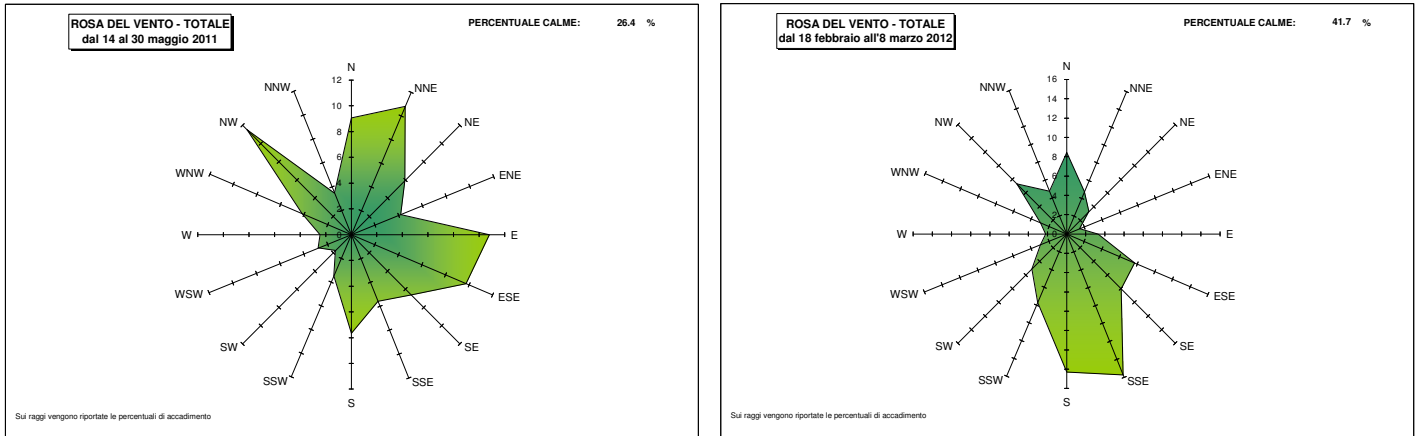 ROSA DEL VENTO - TOTALE
dal 14 al 30 maggio 2011
PERCENTUALE CALME: 26.4 %
N
NNE
NE
ENE
E
ESE
SE
SSE
S
SSW
SW
WSW
W
WNW
NW
NNW
12
10
8
6
4
2
0
Sui raggi vengono riportate le percentuali di accadimento
ROSA DEL VENTO - TOTALE
dal 18 febbraio all'8 marzo 2012
PERCENTUALE CALME: 41.7 %
N
NNE
NE
ENE
E
ESE
SE
SSE
S
SSW
SW
WSW
W
WNW
NW
NNW
16
14
12
10
8
6
4
2
0
Sui raggi vengono riportate le percentuali di accadimento